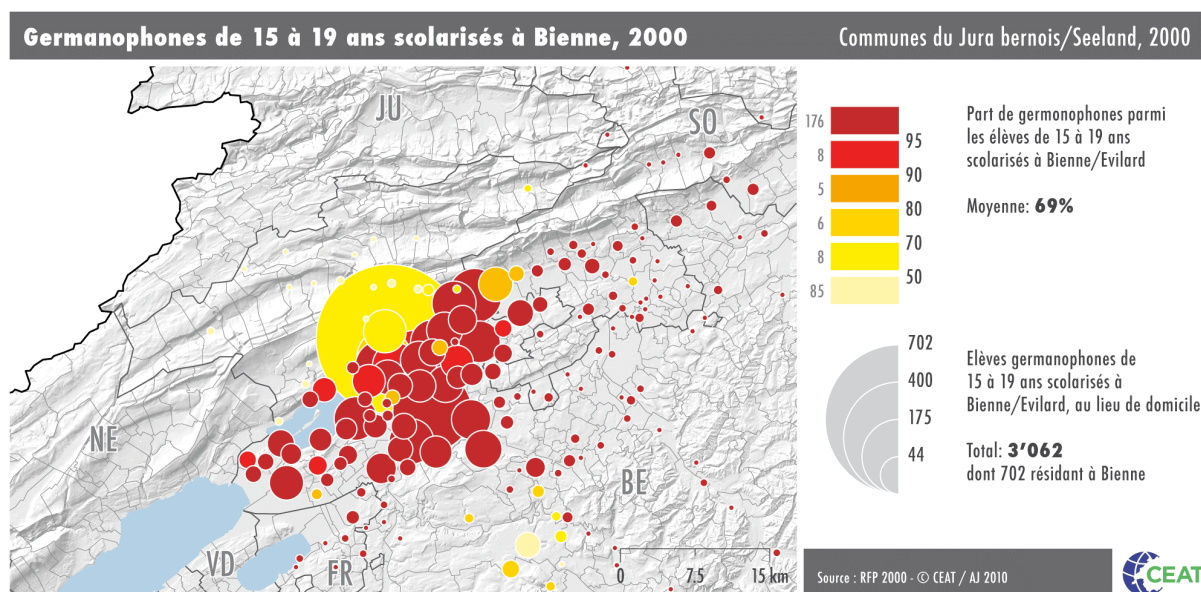 Germanophones de 15 à 19 ans scolarisés à Bienne, 2000
Communes du Jura bernois/Seeland, 2000
JU
SO
NE
BE
VD
FR
0 7.5 15 km
176
95
8
90
5
80
6
70
8
50
85
Part de germonophones parmi
les élèves de 15 à 19 ans
scolarisés à Bienne/Evilard
Moyenne: 69%
702
400
175
44
Elèves germanophones de
15 à 19 ans scolarisés à
Bienne/Evilard, au lieu de domicile
Total: 3'062
dont 702 résidant à Bienne
Source : RFP 2000 - © CEAT / AJ 2010
CEAT